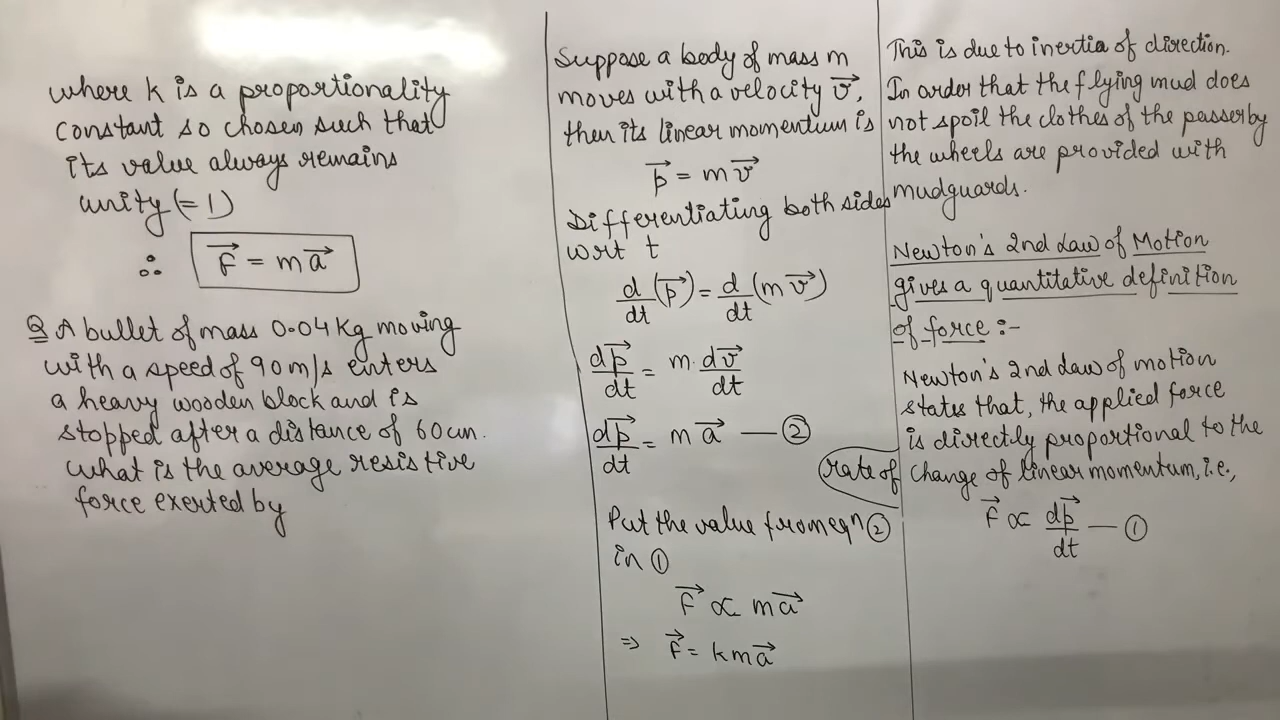 where k is a proportionality
constant so chosen such that
its value always remains
unity (= 1)
∴ F⃗ = ma⃗
Q A bullet of mass 0.04 Kg moving
with a speed of 90 m/s enters
a heavy wooden block and is
stopped after a distance of 60 cm.
what is the average resistive
force exerted by
Suppose a body of mass m
moves with a velocity v⃗,
then its linear momentum is
p⃗ = mv⃗
Differentiating both sides
wrt t
d/dt (p⃗) = d/dt (mv⃗)
dp⃗/dt = m. dv⃗/dt
dp⃗/dt = ma⃗ — ②
Put the value from eqn ②
in ①
F⃗ ∝ ma⃗
⇒ F⃗ = kma⃗
This is due to inertia of direction.
In order that the flying mud does
not spoil the clothes of the passerby
the wheels are provided with
mudguards.
Newton's 2nd Law of Motion
gives a quantitative definition
of force :-
Newton's 2nd Law of motion
states that, the applied force
is directly proportional to the
rate of change of linear momentum, i.e.,
F⃗ ∝ dp⃗/dt — ①